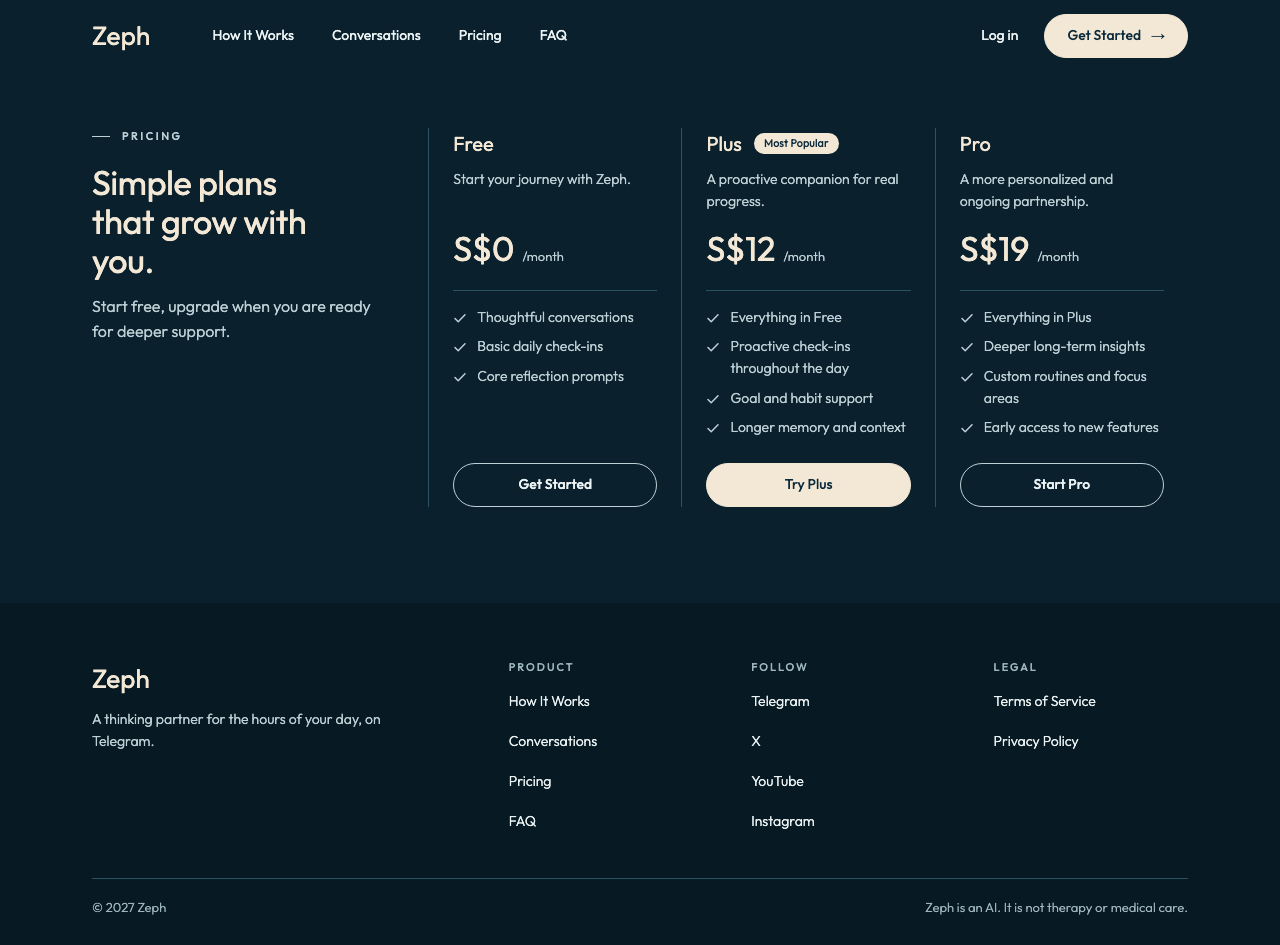 Zeph
How It Works
Conversations
Pricing
FAQ
Log in
Get Started →
PRICING
Simple plans
that grow with
you.
Start free, upgrade when you are ready
for deeper support.
Free
Start your journey with Zeph.
S$0 /month
Thoughtful conversations
Basic daily check-ins
Core reflection prompts
Get Started
Plus
Most Popular
A proactive companion for real
progress.
S$12 /month
Everything in Free
Proactive check-ins
throughout the day
Goal and habit support
Longer memory and context
Try Plus
Pro
A more personalized and
ongoing partnership.
S$19 /month
Everything in Plus
Deeper long-term insights
Custom routines and focus
areas
Early access to new features
Start Pro
Zeph
A thinking partner for the hours of your day, on
Telegram.
PRODUCT
How It Works
Conversations
Pricing
FAQ
FOLLOW
Telegram
X
YouTube
Instagram
LEGAL
Terms of Service
Privacy Policy
© 2027 Zeph
Zeph is an AI. It is not therapy or medical care.